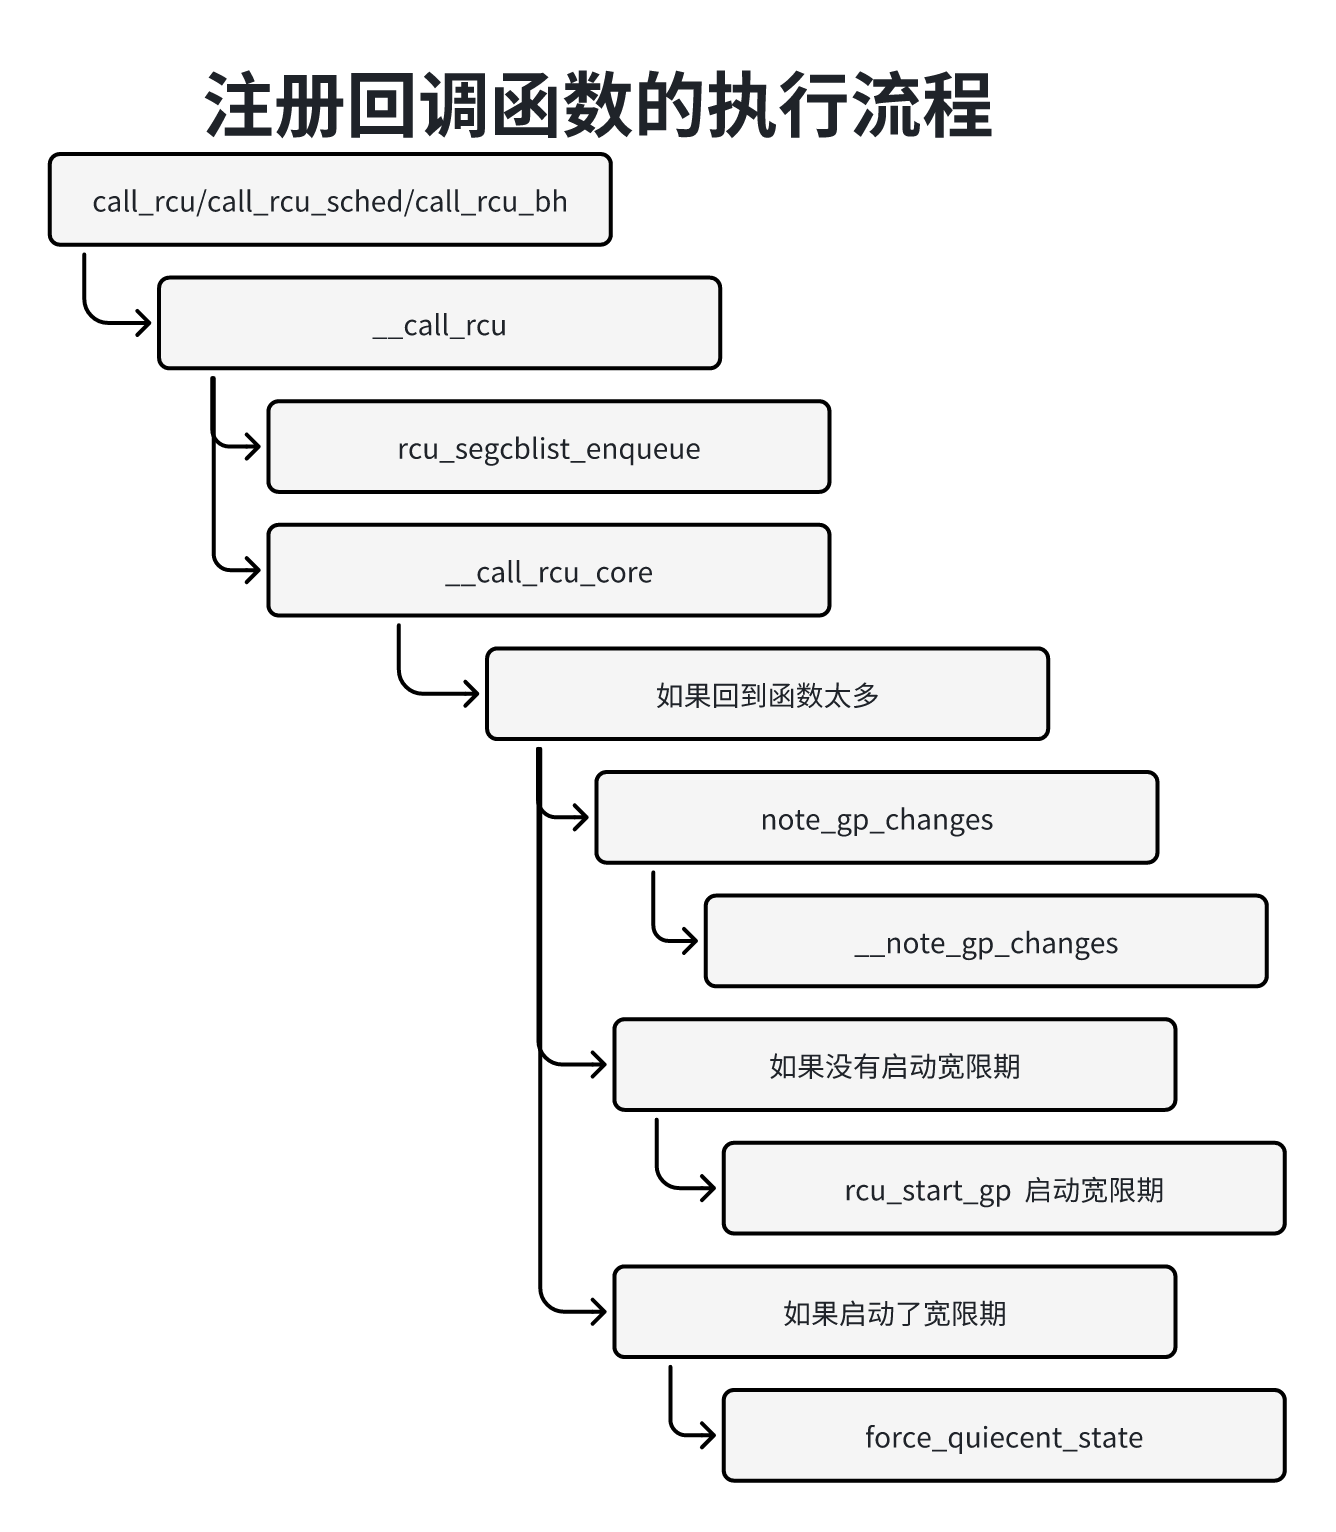 注册回调函数的执行流程
call_rcu/call_rcu_sched/call_rcu_bh
__call_rcu
rcu_segcblist_enqueue
__call_rcu_core
如果回到函数太多
note_gp_changes
__note_gp_changes
如果没有启动宽限期
rcu_start_gp 启动宽限期
如果启动了宽限期
force_quiecent_state